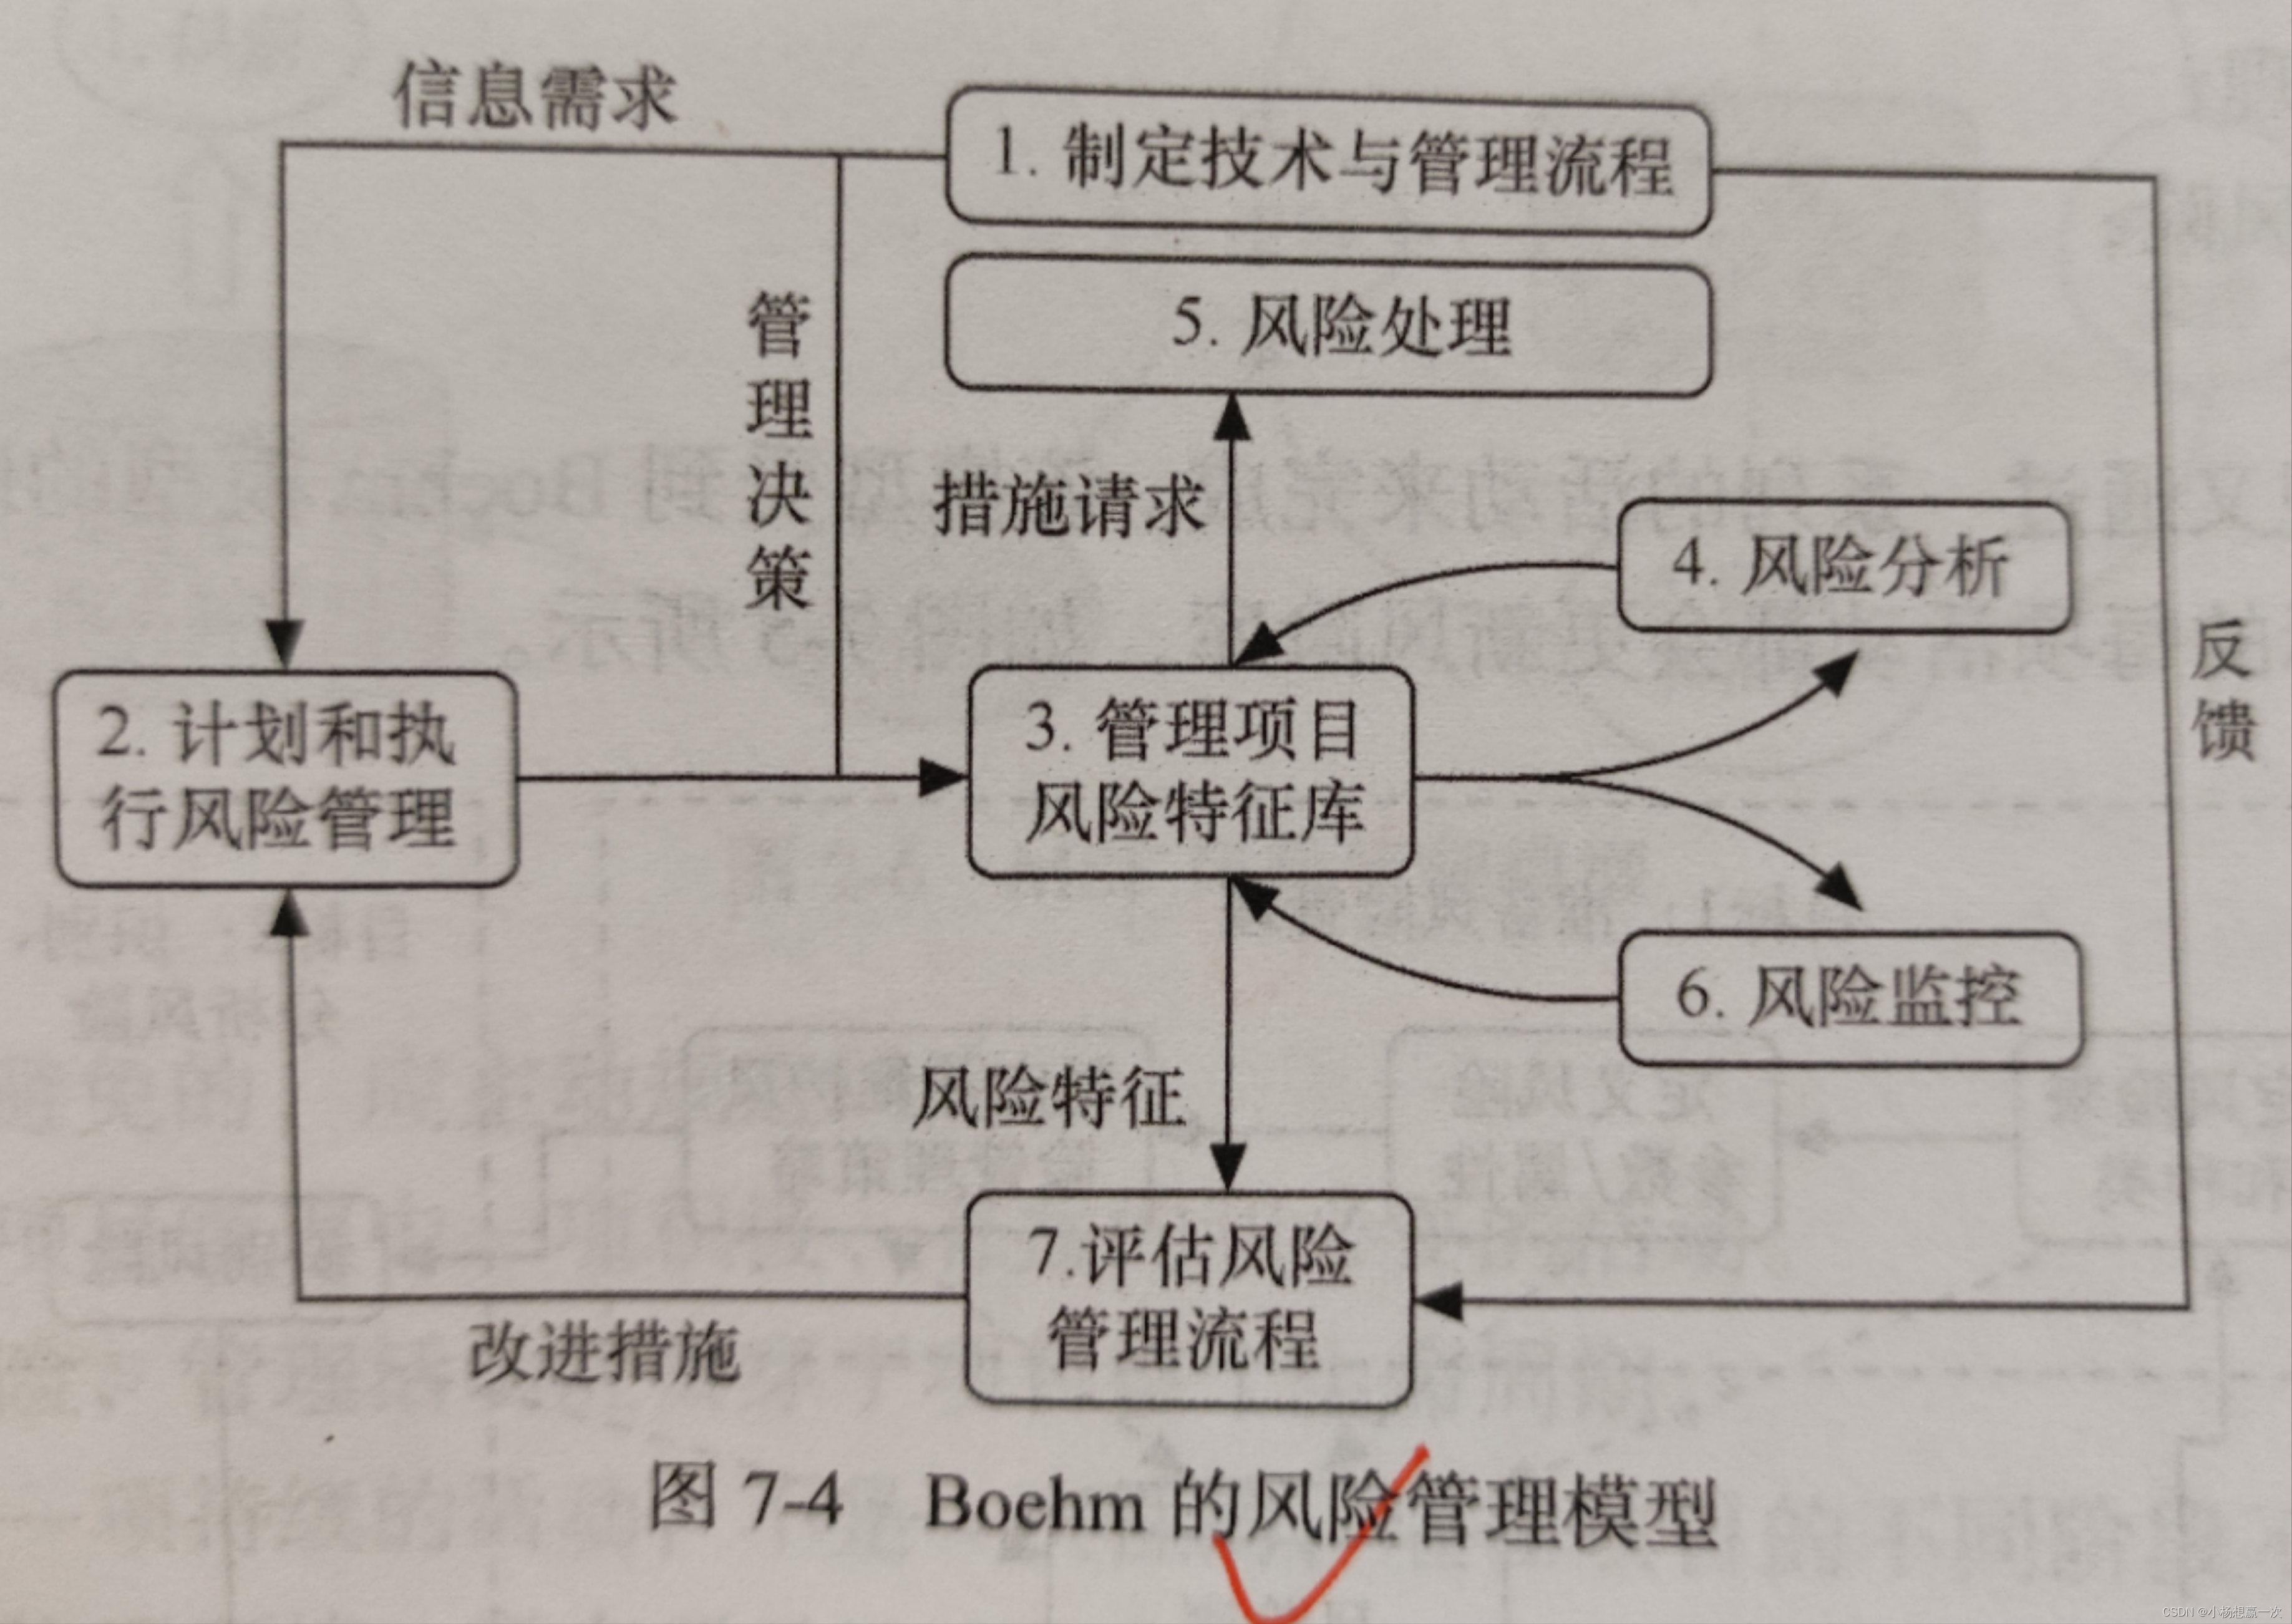 信息需求
1. 制定技术与管理流程
5. 风险处理
管理决策
措施请求
4. 风险分析
反馈
2. 计划和执
行风险管理
3. 管理项目
风险特征库
6. 风险监控
风险特征
7.评估风险
管理流程
改进措施
图 7-4 Boehm 的风险管理模型
CSDN @小杨想赢一次